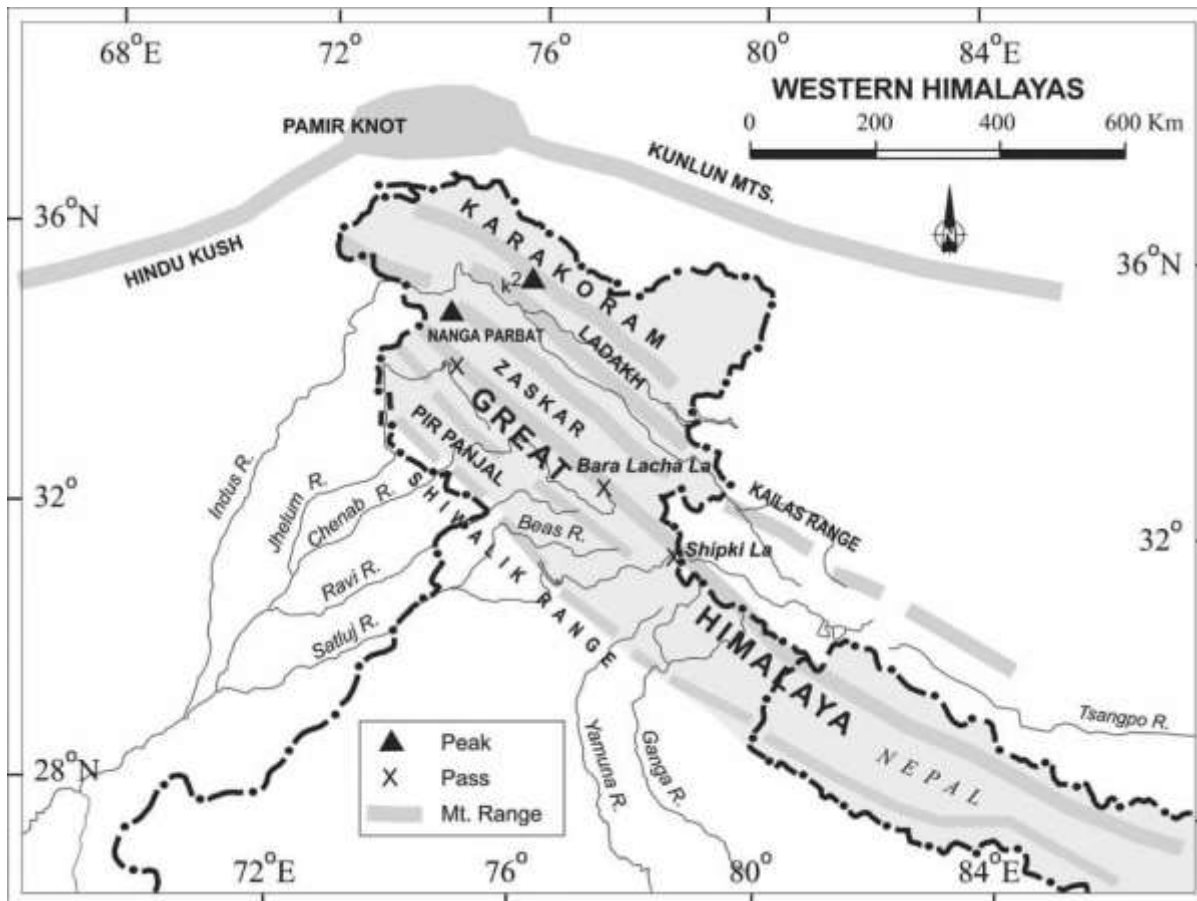 68°E 72° 76° 80° 84°E
WESTERN HIMALAYAS
0 200 400 600 Km
PAMIR KNOT
KUNLUN MTS.
HINDU KUSH
36°N
36°N
N
KARAKORAM
k2
NANGA PARBAT
LADAKH
ZASKAR
GREAT
PIR PANJAL
Bara Lacha La
KAILAS RANGE
32°
32°
Indus R.
Jhelum R.
Chenab R.
SHIWALIK RANGE
Beas R.
Shipki La
Ravi R.
Satluj R.
HIMALAYA
Tsangpo R.
NEPAL
Yamuna R.
Ganga R.
28°N
Peak
Pass
Mt. Range
72°E 76° 80° 84°E